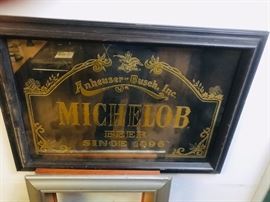 Anheuser-Busch, Inc.
MICHELOB
BEER
SINCE 1896